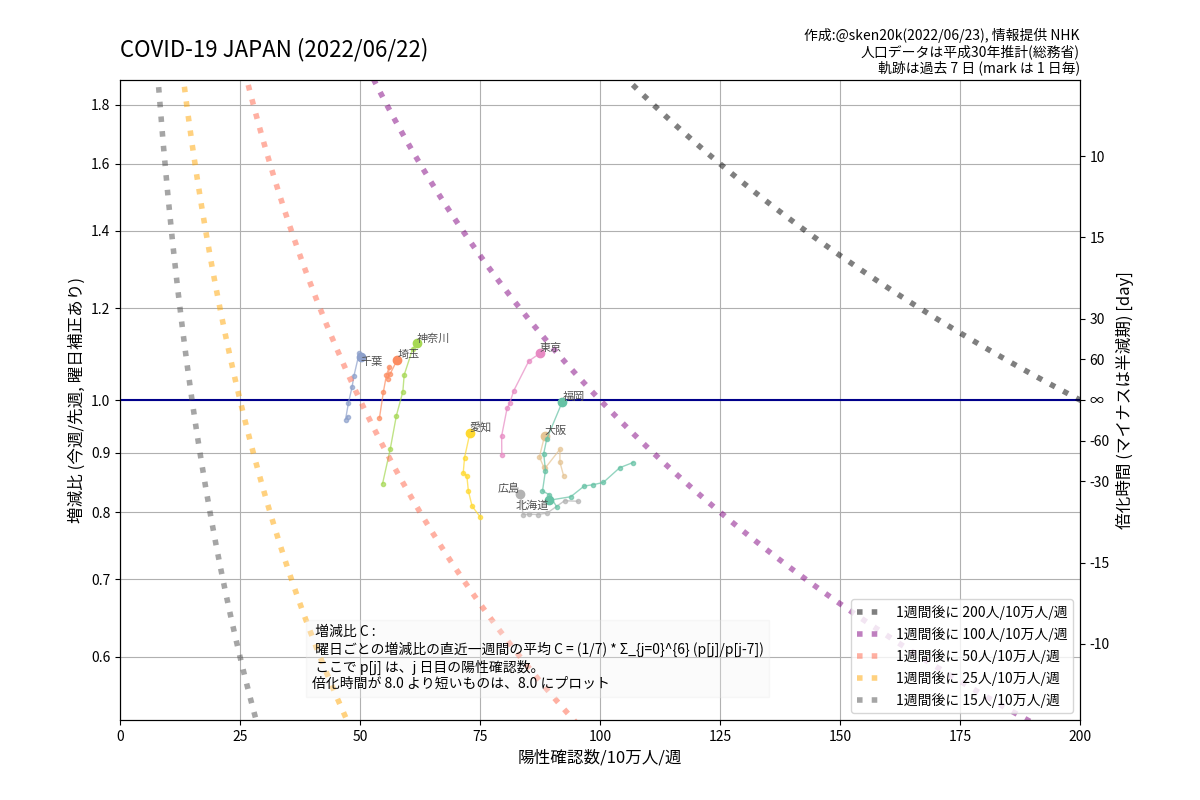 COVID-19 JAPAN (2022/06/22)
作成:@sken20k(2022/06/23), 情報提供 NHK
人口データは平成30年推計(総務省)
軌跡は過去 7 日 (mark は 1 日毎)
1.8
1.6
1.4
1.2
1.0
0.9
0.8
0.7
0.6
増減比 (今週/先週, 曜日補正あり)
10
15
30
60
∞
-60
-30
-15
-10
倍化時間 (マイナスは半減期) [day]
神奈川
埼玉
千葉
東京
福岡
愛知
大阪
広島
北海道
増減比 C :
曜日ごとの増減比の直近一週間の平均 C = (1/7) * Σ_{j=0}^{6} (p[j]/p[j-7])
ここで p[j] は、j 日目の陽性確認数。
倍化時間が 8.0 より短いものは、8.0 にプロット
1週間後に 200人/10万人/週
1週間後に 100人/10万人/週
1週間後に 50人/10万人/週
1週間後に 25人/10万人/週
1週間後に 15人/10万人/週
0
25
50
75
100
125
150
175
200
陽性確認数/10万人/週